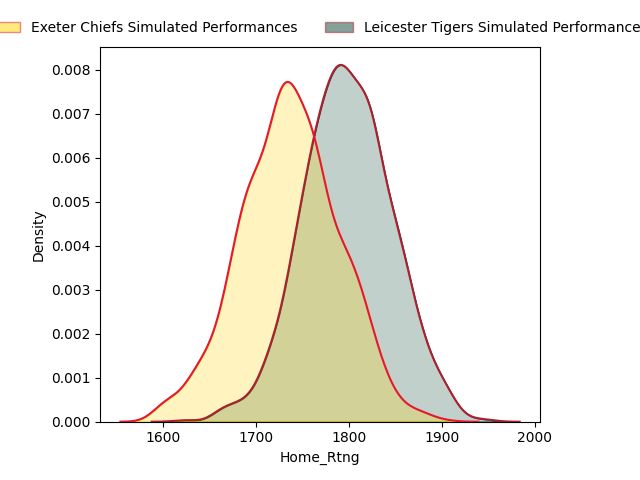 Exeter Chiefs Simulated Performances Leicester Tigers Simulated Performance
0.008
0.007
0.006
0.005
0.004
0.003
0.002
0.001
0.000
Density
1600 1700 1800 1900 2000
Home_Rtng